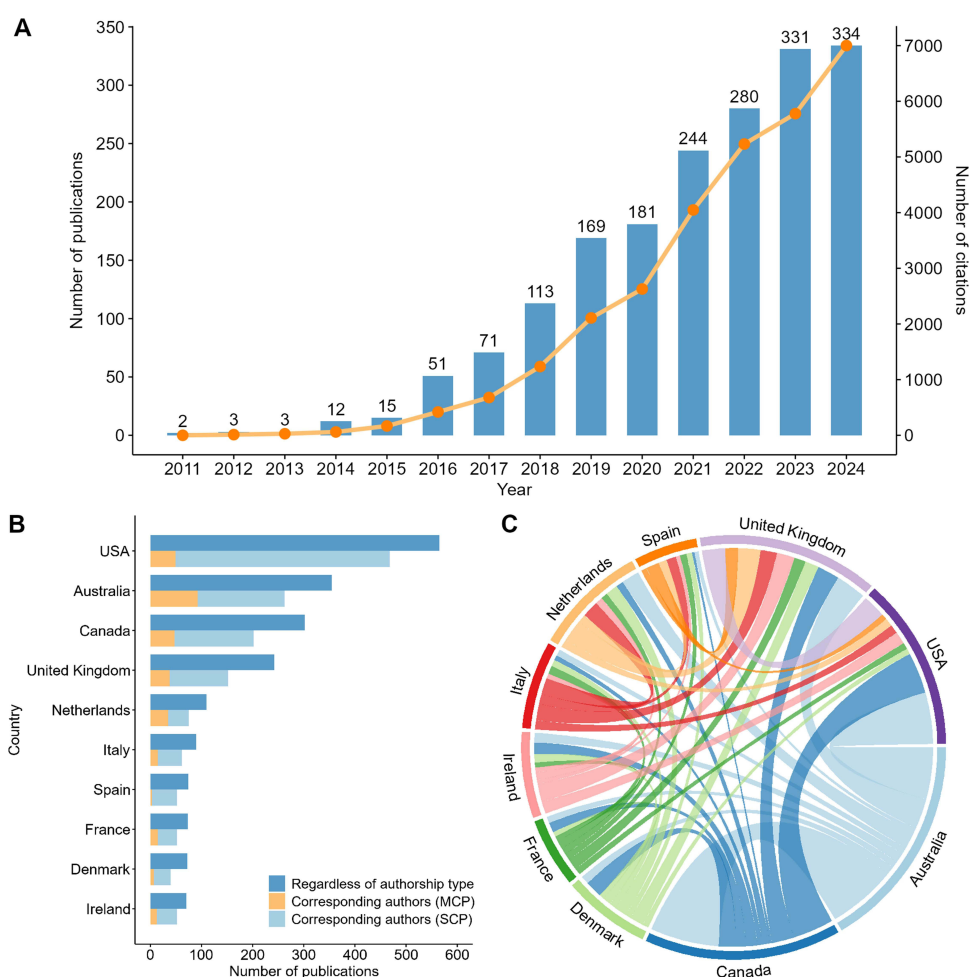 A
350
300
250
200
150
100
50
0
Number of publications
2
3
3
12
15
51
71
113
169
181
244
280
331
334
7000
6000
5000
4000
3000
2000
1000
0
Number of citations
2011 2012 2013 2014 2015 2016 2017 2018 2019 2020 2021 2022 2023 2024
Year
B
Country
USA
Australia
Canada
United Kingdom
Netherlands
Italy
Spain
France
Denmark
Ireland
Regardless of authorship type
Corresponding authors (MCP)
Corresponding authors (SCP)
0 100 200 300 400 500 600
Number of publications
C
Spain
United Kingdom
Netherlands
USA
Italy
Ireland
France
Australia
Denmark
Canada